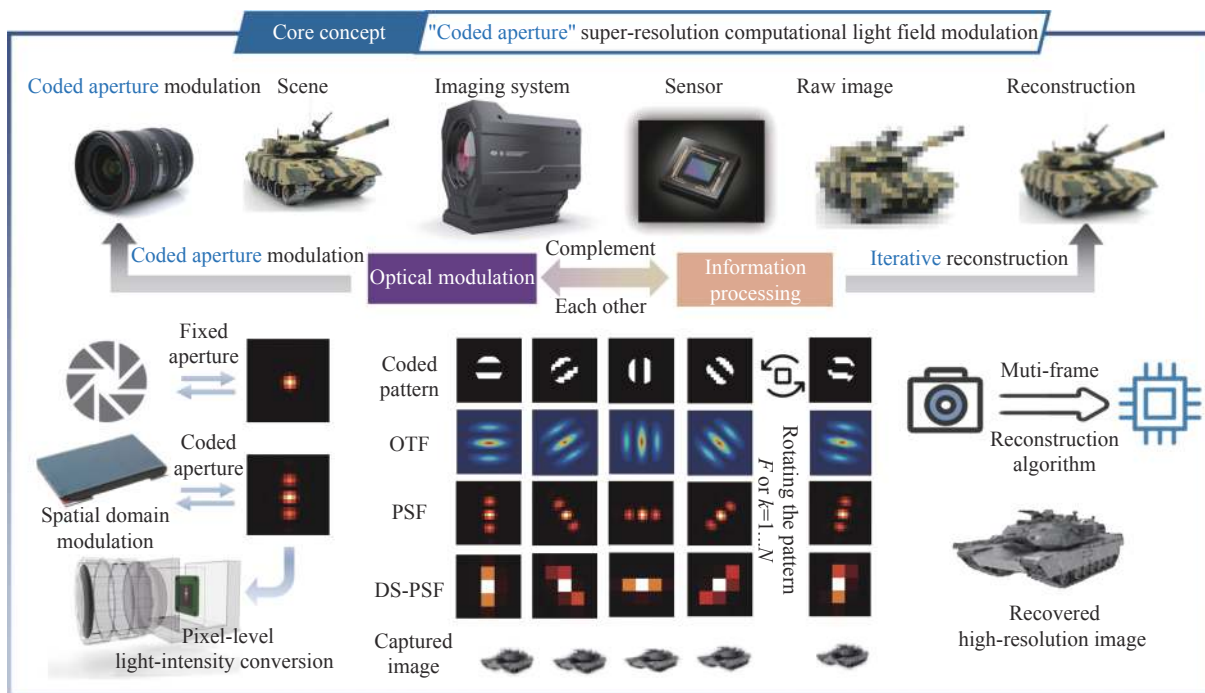 Core concept
"Coded aperture" super-resolution computational light field modulation
Coded aperture modulation
Scene
Imaging system
Sensor
Raw image
Reconstruction
Coded aperture modulation
Optical modulation
Complement
Each other
Information
processing
Iterative reconstruction
Fixed
aperture
Coded
aperture
Spatial domain
modulation
Pixel-level
light-intensity conversion
Coded
pattern
OTF
PSF
DS-PSF
Captured
image
Rotating the pattern
F or k=1...N
Muti-frame
Reconstruction
algorithm
Recovered
high-resolution image